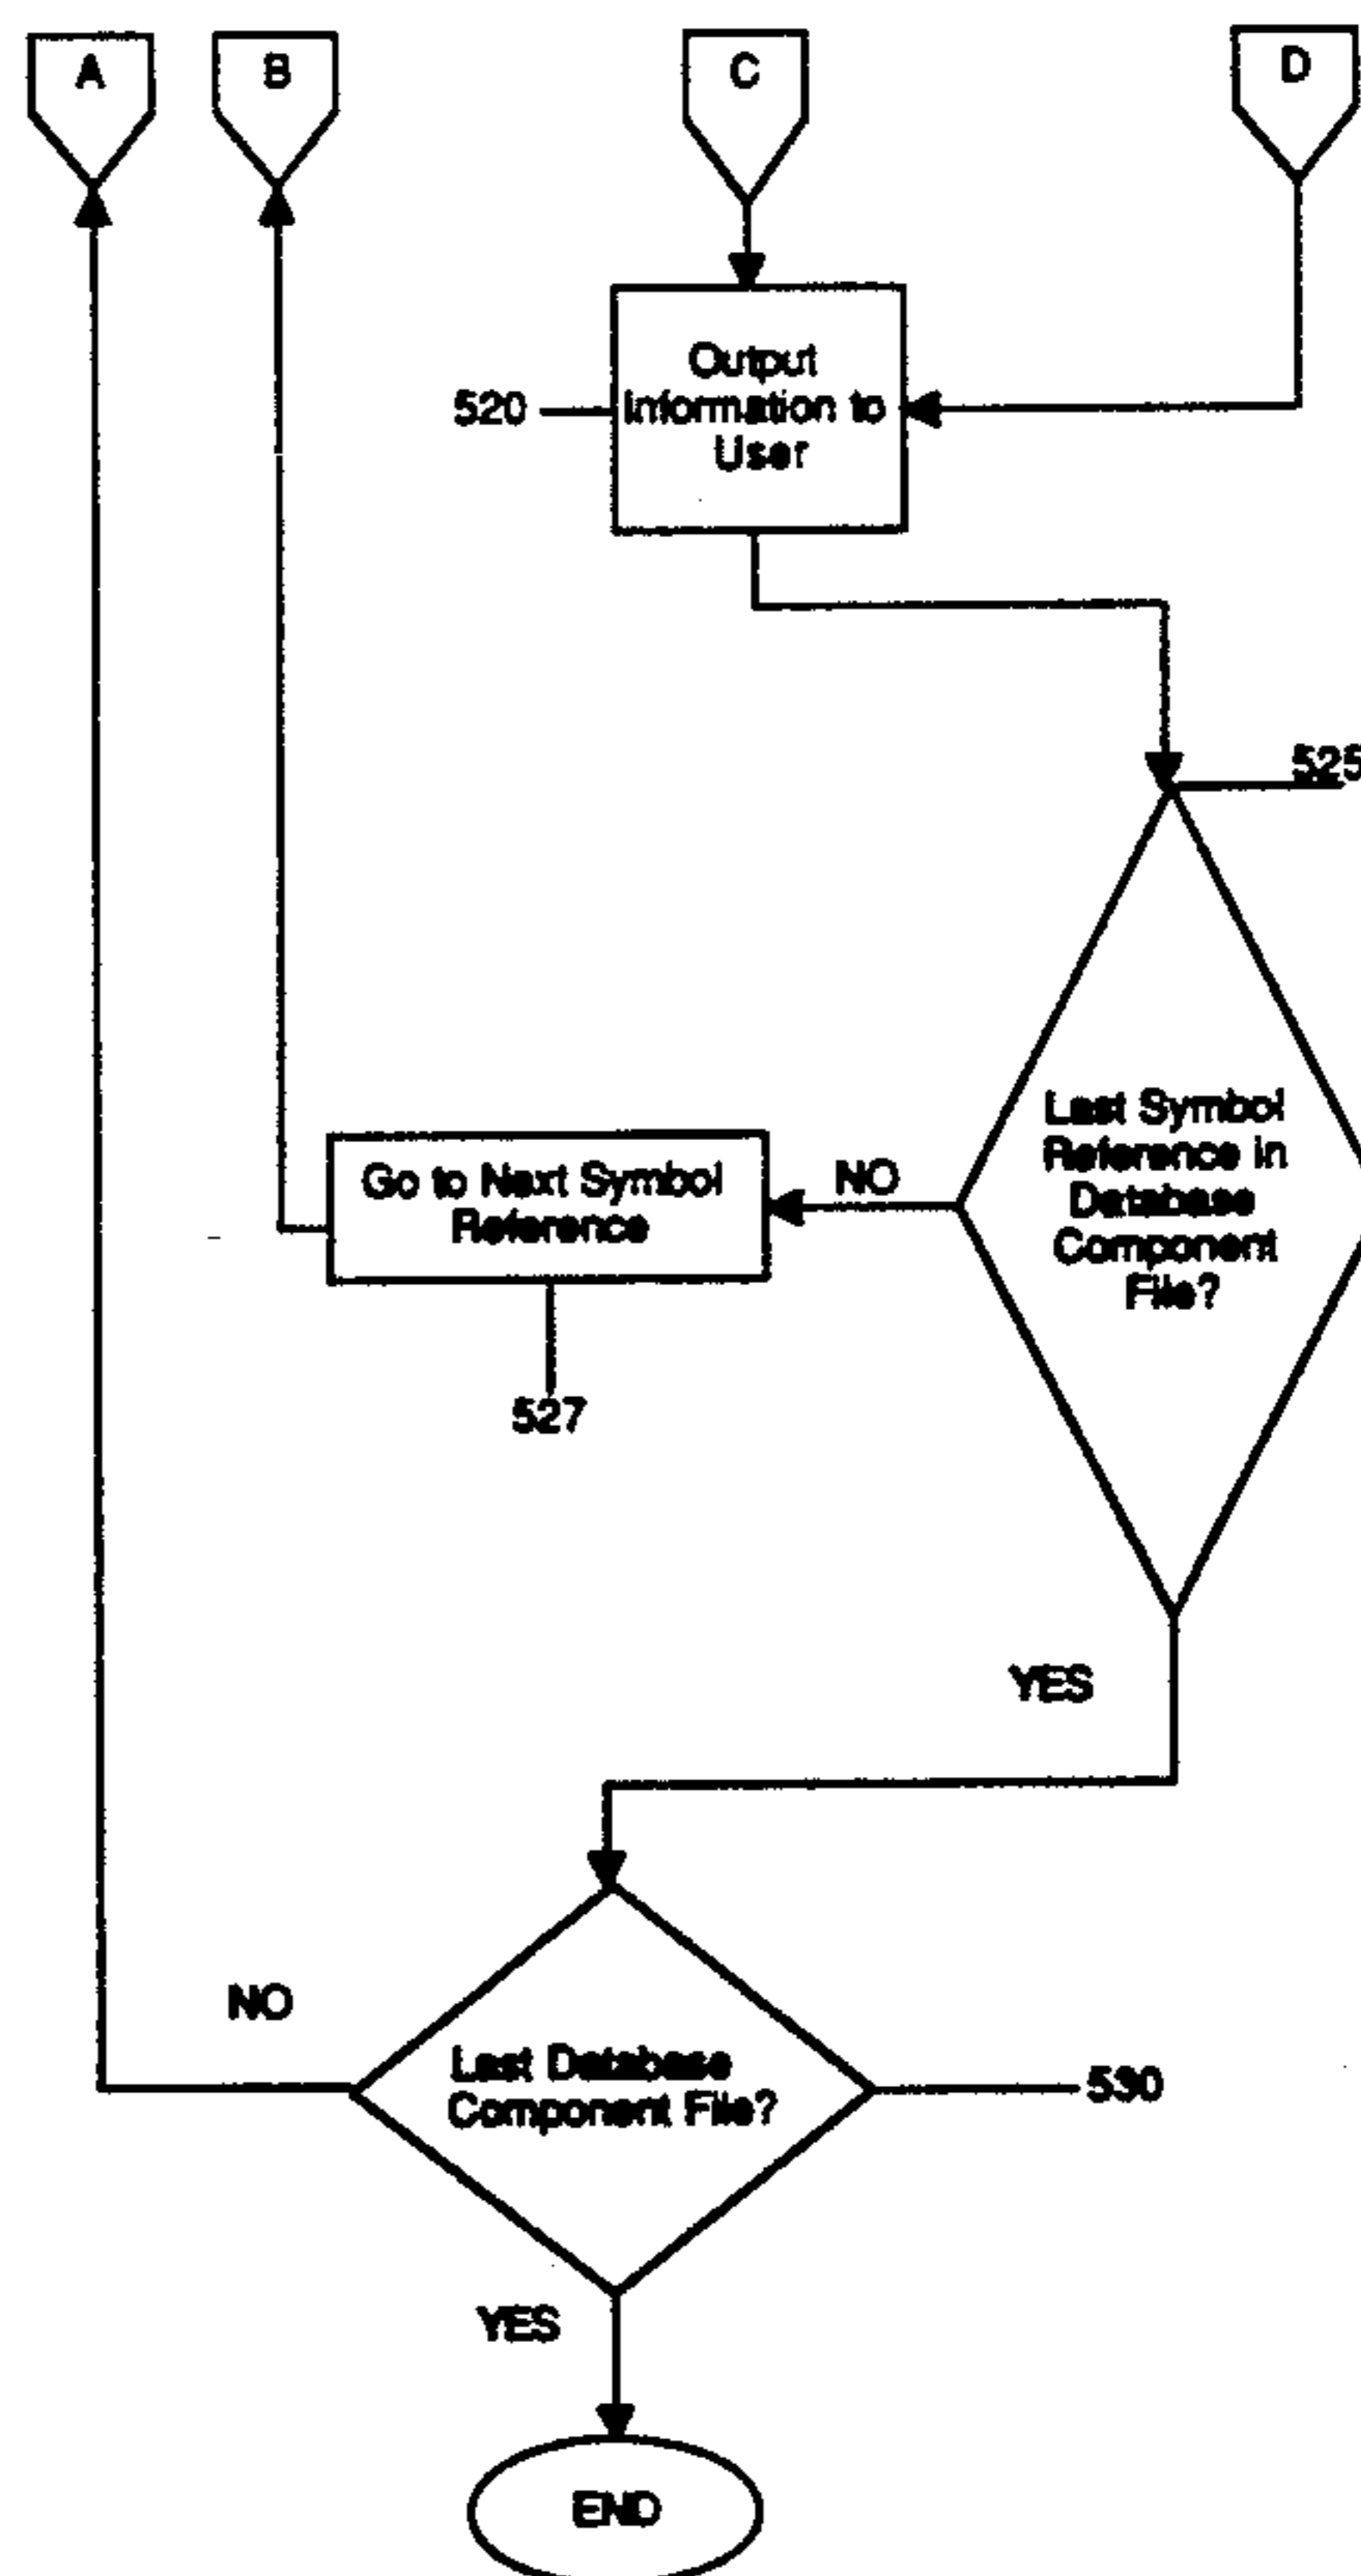 A
B
C
D
Output
Information to
User
520
525
Last Symbol
Reference in
Database
Component
File?
NO
Go to Next Symbol
Reference
527
YES
NO
Last Database
Component File?
530
YES
END